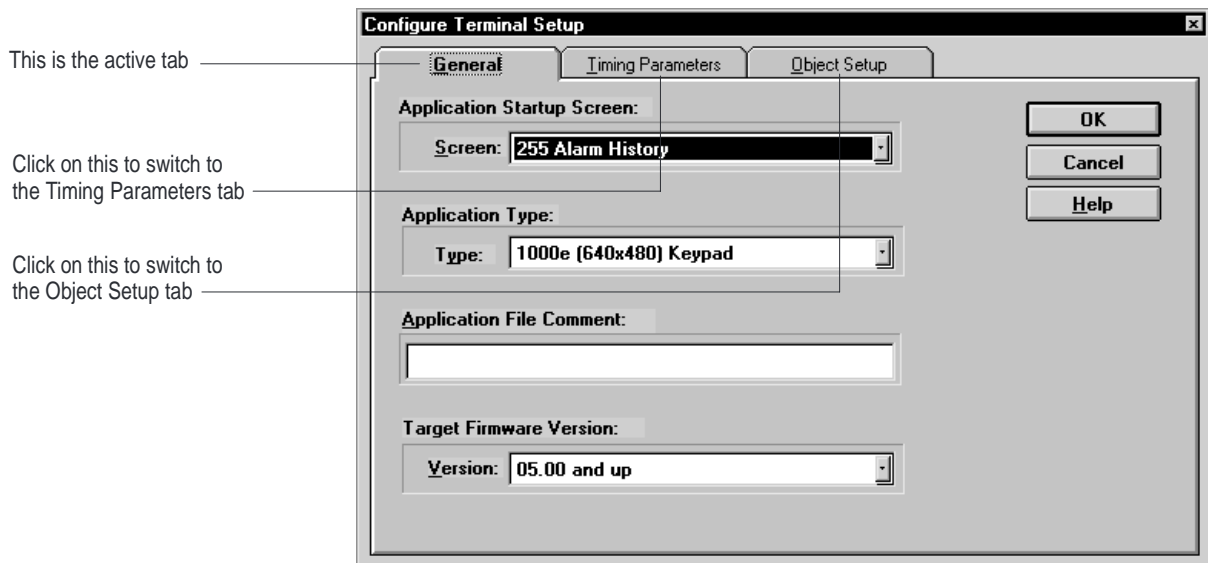 Configure Terminal Setup
This is the active tab
General
Timing Parameters
Object Setup
Application Startup Screen:
OK
Screen: 255 Alarm History
Click on this to switch to
the Timing Parameters tab
Cancel
Help
Application Type:
Type: 1000e (640x480) Keypad
Click on this to switch to
the Object Setup tab
Application File Comment:
Target Firmware Version:
Version: 05.00 and up